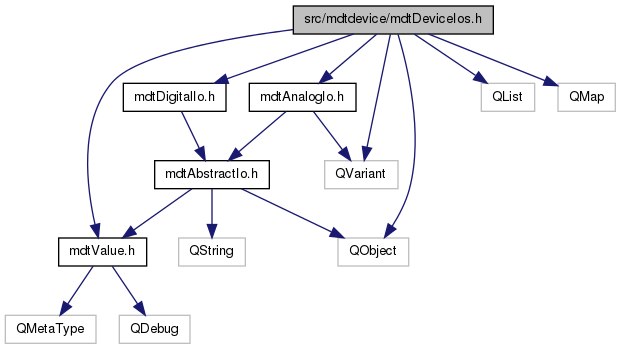 src/mdtdevice/mdtDeviceIos.h
mdtDigitalIo.h
mdtAnalogIo.h
QList
QMap
mdtAbstractIo.h
QVariant
mdtValue.h
QString
QObject
QMetaType
QDebug